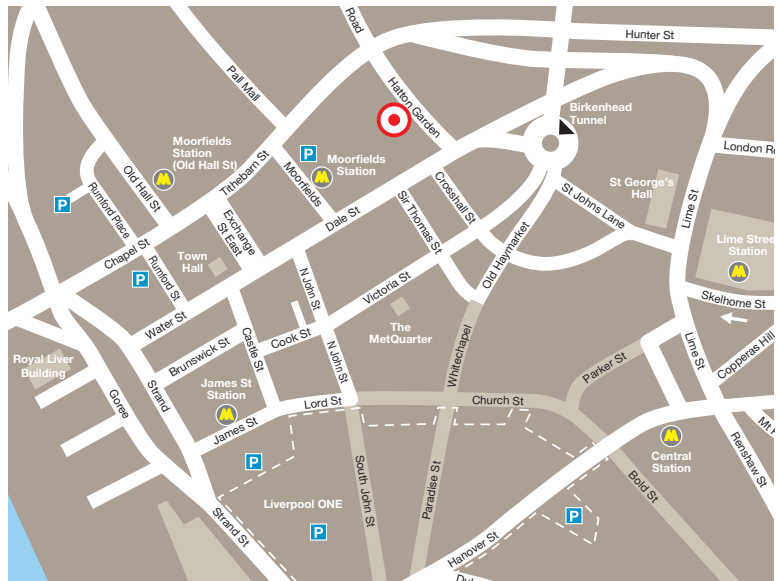 Road
Hunter St
Pall Mall
Hatton Garden
Birkenhead
Tunnel
London Ro
Moorfields
Station
(Old Hall St)
P
Moorfields
Station
Tithebarn St
Moorfields
Old Hall St
Crosshall St
St Johns Lane
St George's
Hall
Lime St
P
Rumford Place
Dale St
Sir Thomas St
Exchange
St East
Chapel St
Town
Hall
Old Haymarket
Lime Stree
Station
P
Rumford St
N John St
Victoria St
Skelhorne St
Water St
Cook St
The
MetQuarter
Whitechapel
Castle St
N John St
Brunswick St
Parker St
Lime St
Copperas Hill
Royal Liver
Building
Strand
Goree
James St
Station
Lord St
Church St
James St
P
Central
Station
Renshaw St
South John St
Paradise St
Bold St
Liverpool ONE
P
P
Strand St
Hanover St